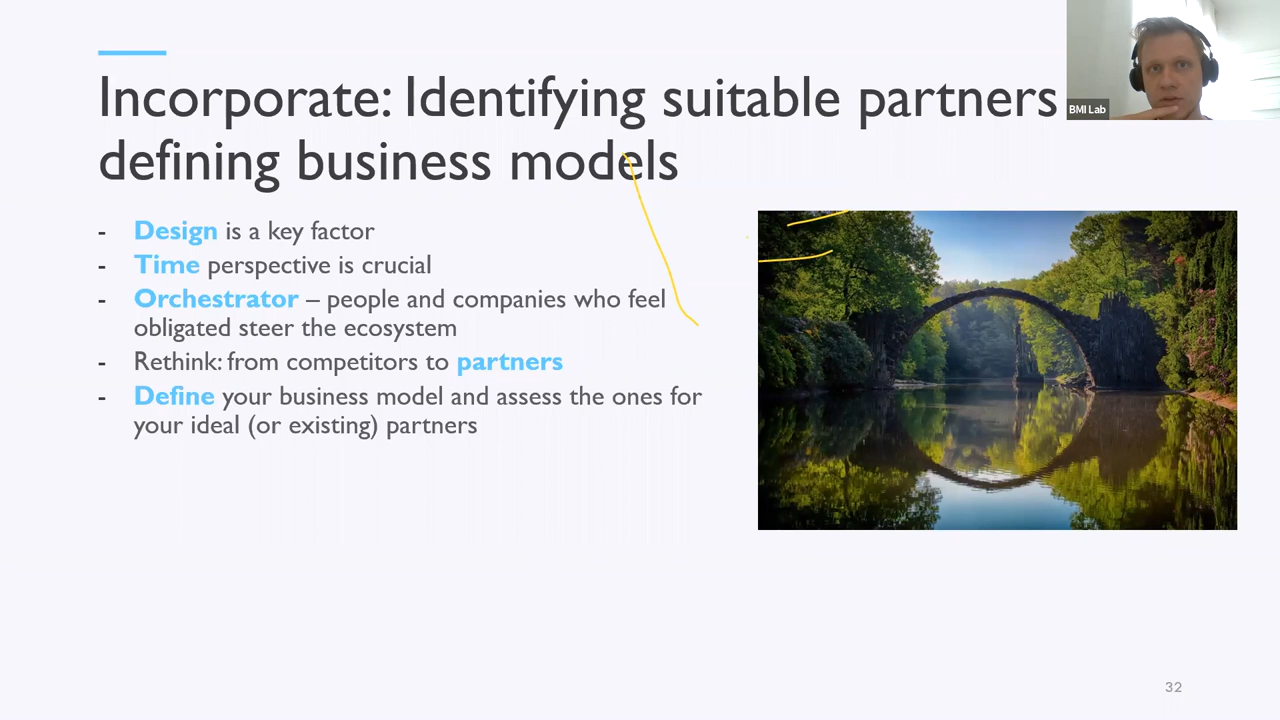 Incorporate: Identifying suitable partners
defining business models
- Design is a key factor
- Time perspective is crucial
- Orchestrator – people and companies who feel
obligated steer the ecosystem
- Rethink: from competitors to partners
- Define your business model and assess the ones for
your ideal (or existing) partners
BMI Lab
32